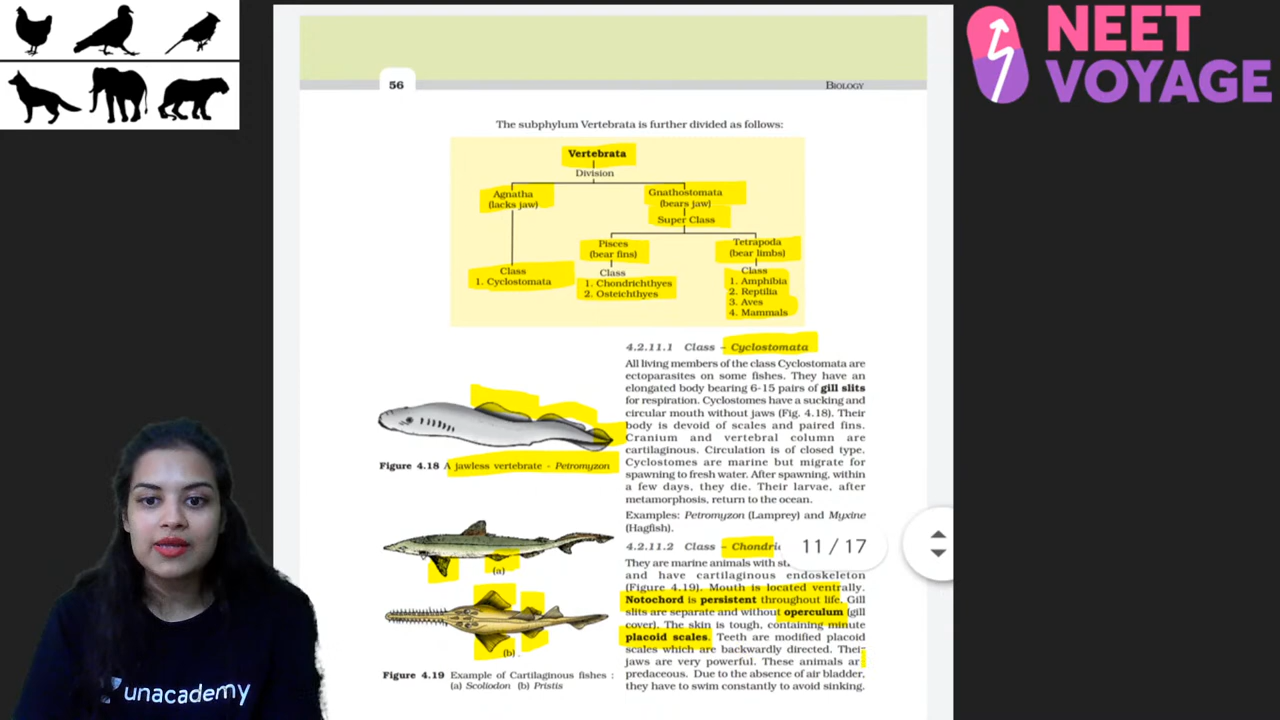 NEET
VOYAGE
56
BIOLOGY
The subphylum Vertebrata is further divided as follows:
Vertebrata
Division
Agnatha
(lacks jaw)
Gnathostomata
(bears jaw)
Super Class
Pisces
(bear fins)
Tetrapoda
(bear limbs)
Class
1. Cyclostomata
Class
1. Chondrichthyes
2. Osteichthyes
Class
1. Amphibia
2. Reptilia
3. Aves
4. Mammals
4.2.11.1 Class – Cyclostomata
All living members of the class Cyclostomata are
ectoparasites on some fishes. They have an
elongated body bearing 6-15 pairs of gill slits
for respiration. Cyclostomes have a sucking and
circular mouth without jaws (Fig. 4.18). Their
body is devoid of scales and paired fins.
Cranium and vertebral column are
cartilaginous. Circulation is of closed type.
Cyclostomes are marine but migrate for
spawning to fresh water. After spawning, within
a few days, they die. Their larvae, after
metamorphosis, return to the ocean.
Examples: Petromyzon (Lamprey) and Myxine
(Hagfish).
Figure 4.18 A jawless vertebrate - Petromyzon
(a)
(b)
Figure 4.19 Example of Cartilaginous fishes :
(a) Scoliodon (b) Pristis
4.2.11.2 Class – Chondri
11 / 17
They are marine animals with
and have cartilaginous endoskeleton
(Figure 4.19). Mouth is located ventrally.
Notochord is persistent throughout life. Gill
slits are separate and without operculum (gill
cover). The skin is tough, containing minute
placoid scales. Teeth are modified placoid
scales which are backwardly directed. Their
jaws are very powerful. These animals ar
predaceous. Due to the absence of air bladder,
they have to swim constantly to avoid sinking.
unacademy